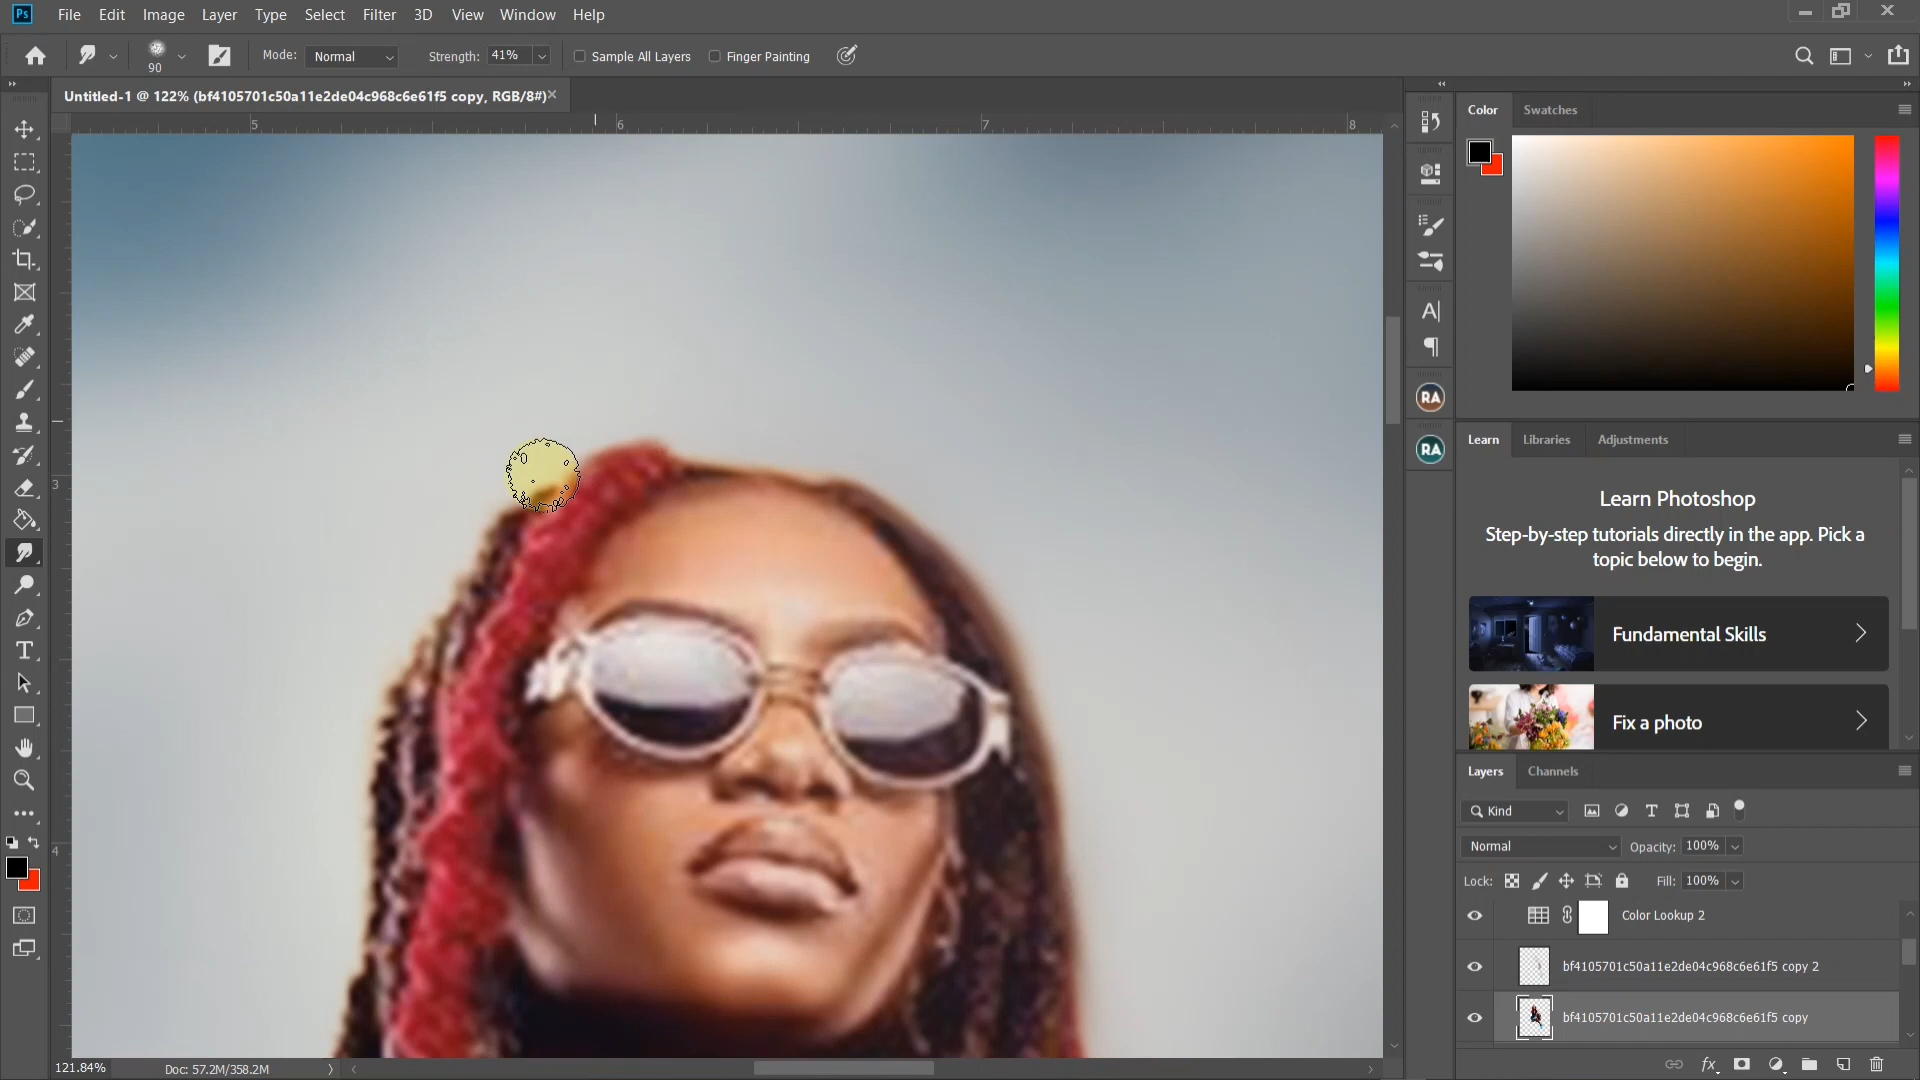 Ps File Edit Image Layer Type Select Filter 3D View Window Help
90 Mode: Normal Strength: 41% Sample All Layers Finger Painting
Untitled-1 @ 122% (bf4105701c50a11e2de04c968c6e61f5 copy, RGB/8#)
5 6 7 8
3
4
121.84% Doc: 57.2M/358.2M
RA
RA
Color Swatches
Learn Libraries Adjustments
Learn Photoshop
Step-by-step tutorials directly in the app. Pick a
topic below to begin.
Fundamental Skills
Fix a photo
Layers Channels
Kind
Normal Opacity: 100%
Lock: Fill: 100%
Color Lookup 2
bf4105701c50a11e2de04c968c6e61f5 copy 2
bf4105701c50a11e2de04c968c6e61f5 copy
fx